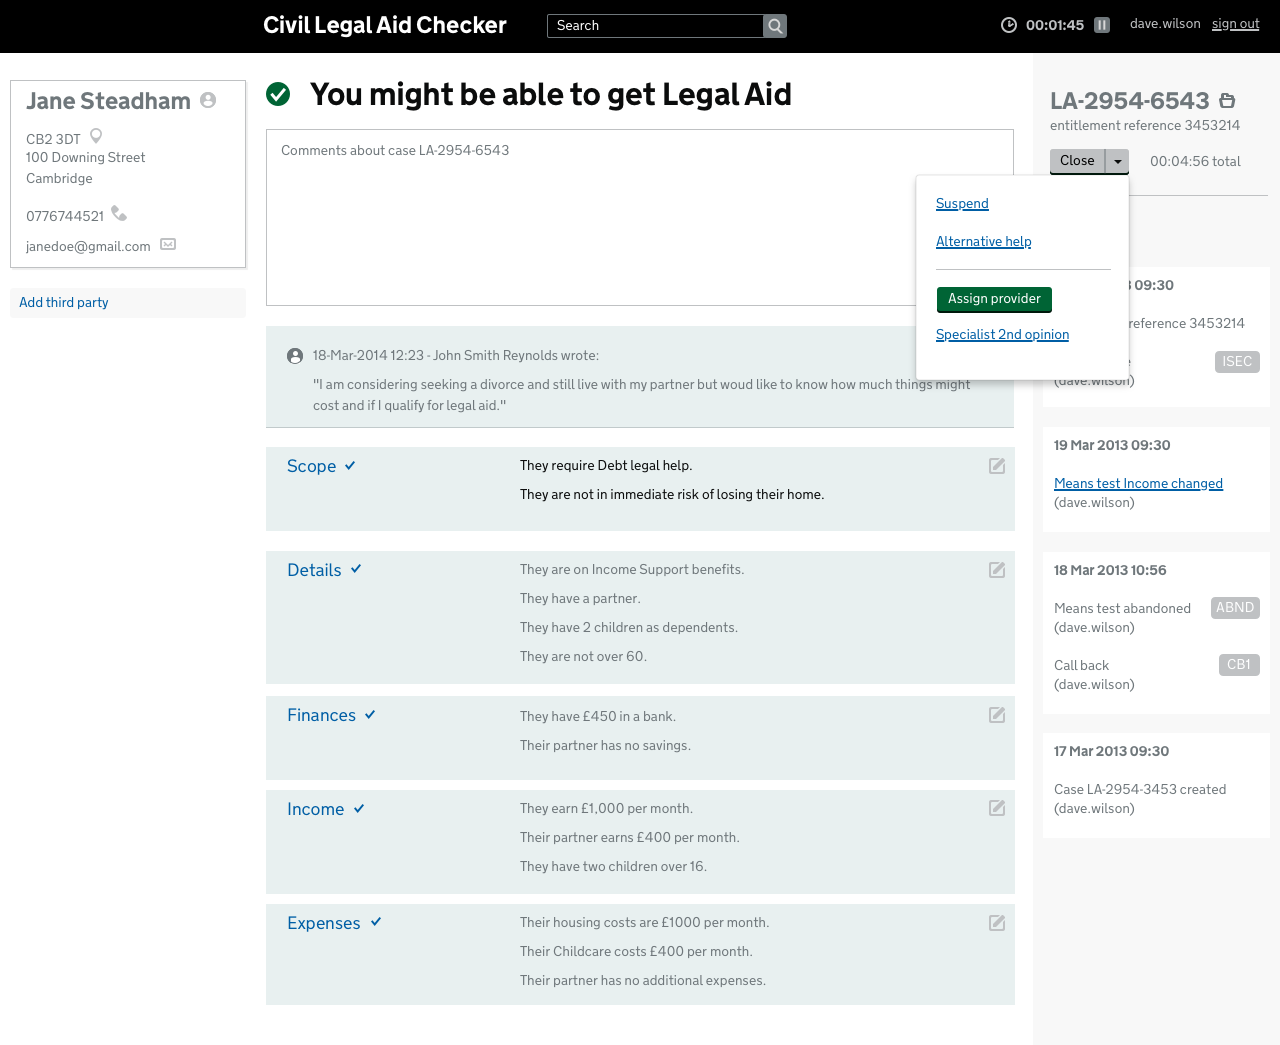 Civil Legal Aid Checker
Search
00:01:45
dave.wilson
sign out
Jane Steadham
CB2 3DT
100 Downing Street
Cambridge
0776744521
janedoe@gmail.com
Add third party
You might be able to get Legal Aid
Comments about case LA-2954-6543
18-Mar-2014 12:23 - John Smith Reynolds wrote:
"I am considering seeking a divorce and still live with my partner but woud like to know how much things might
cost and if I qualify for legal aid."
Scope
They require Debt legal help.
They are not in immediate risk of losing their home.
Details
They are on Income Support benefits.
They have a partner.
They have 2 children as dependents.
They are not over 60.
Finances
They have £450 in a bank.
Their partner has no savings.
Income
They earn £1,000 per month.
Their partner earns £400 per month.
They have two children over 16.
Expenses
Their housing costs are £1000 per month.
Their Childcare costs £400 per month.
Their partner has no additional expenses.
LA-2954-6543
entitlement reference 3453214
Close
00:04:56 total
Suspend
Alternative help
Assign provider
Specialist 2nd opinion
09:30
reference 3453214
ISEC
(dave.wilson)
19 Mar 2013 09:30
Means test Income changed
(dave.wilson)
18 Mar 2013 10:56
Means test abandoned
ABND
(dave.wilson)
Call back
CB1
(dave.wilson)
17 Mar 2013 09:30
Case LA-2954-3453 created
(dave.wilson)